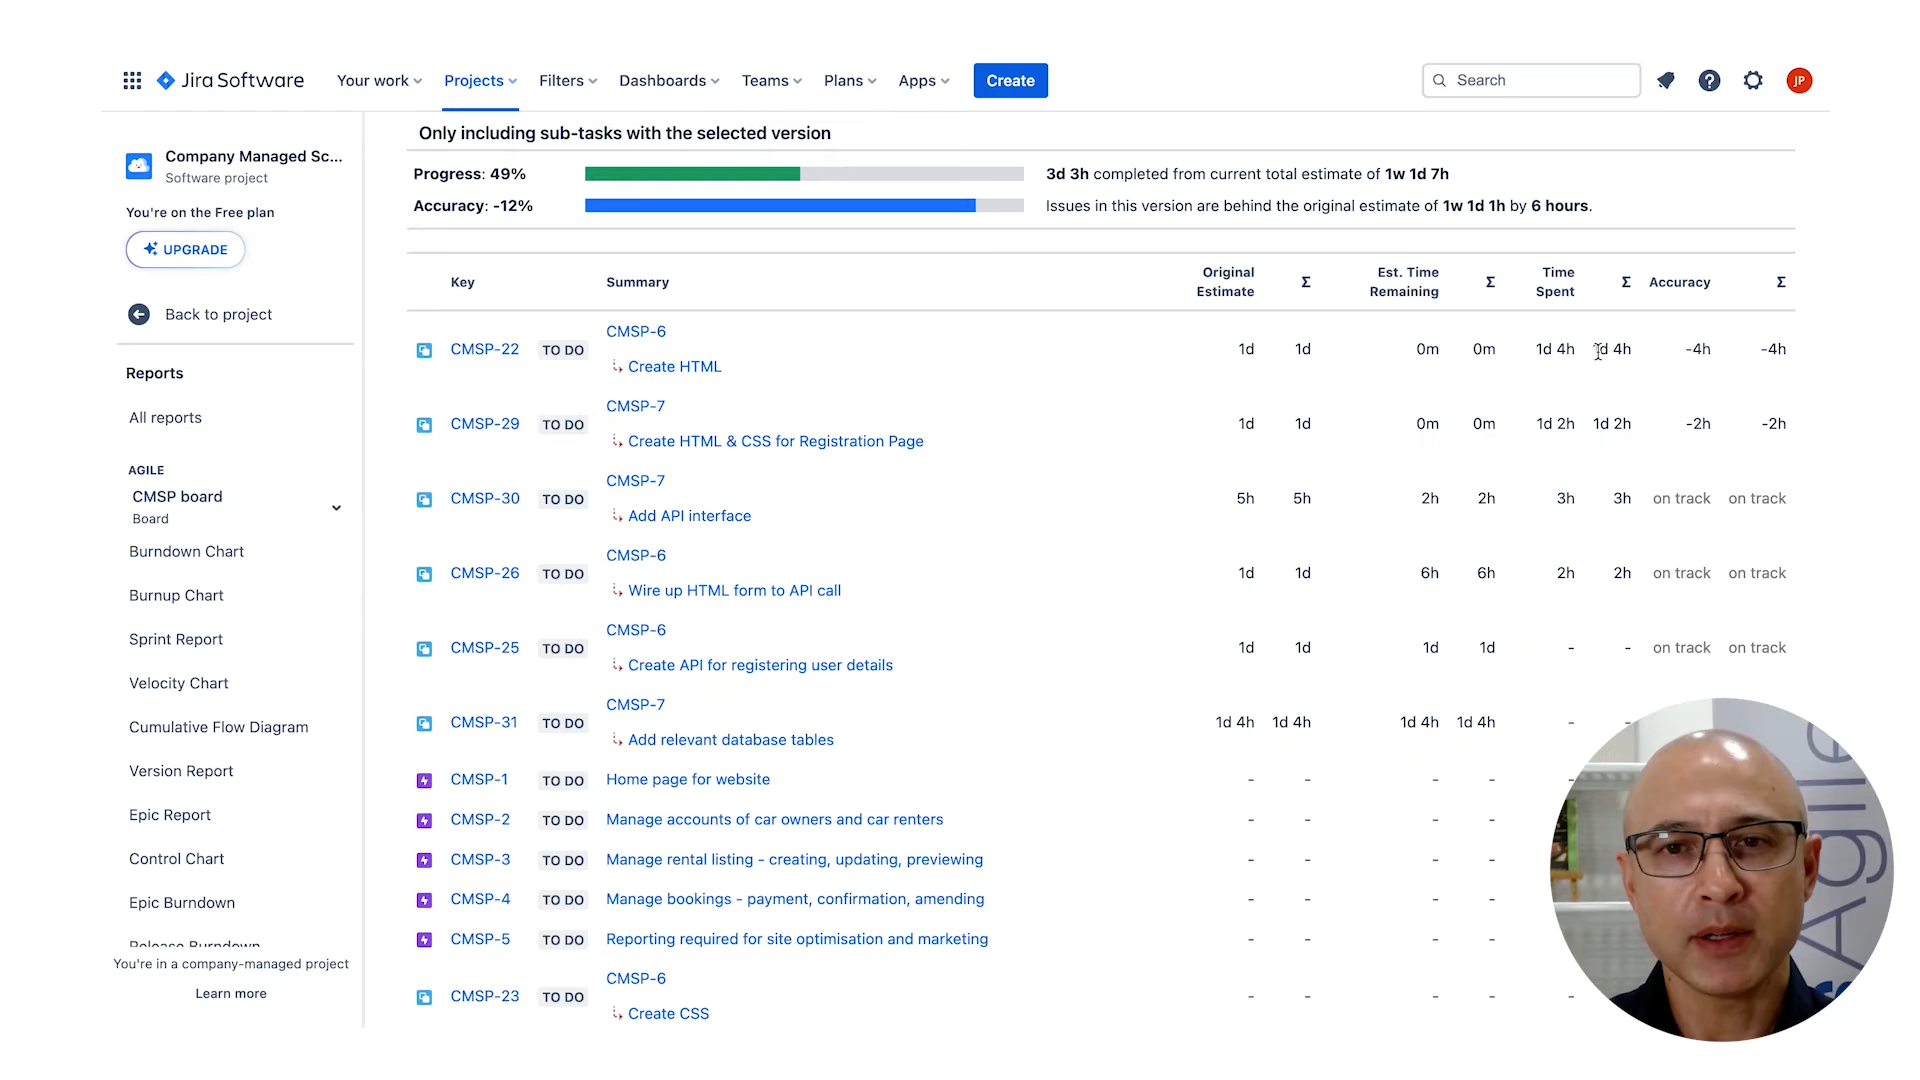 Jira Software Your work Projects Filters Dashboards Teams Plans Apps Create Search JP
Company Managed Sc...
Software project
You're on the Free plan
UPGRADE
Back to project
Reports
All reports
AGILE
CMSP board
Board
Burndown Chart
Burnup Chart
Sprint Report
Velocity Chart
Cumulative Flow Diagram
Version Report
Epic Report
Control Chart
Epic Burndown
Release Burndown
You're in a company-managed project
Learn more
Only including sub-tasks with the selected version
Progress: 49% 3d 3h completed from current total estimate of 1w 1d 7h
Accuracy: -12% Issues in this version are behind the original estimate of 1w 1d 1h by 6 hours.
Key Summary Original Estimate Σ Est. Time Remaining Σ Time Spent Σ Accuracy Σ
CMSP-6
CMSP-22 TO DO 1d 1d 0m 0m 1d 4h 1d 4h -4h -4h
Create HTML
CMSP-7
CMSP-29 TO DO 1d 1d 0m 0m 1d 2h 1d 2h -2h -2h
Create HTML & CSS for Registration Page
CMSP-7
CMSP-30 TO DO 5h 5h 2h 2h 3h 3h on track on track
Add API interface
CMSP-6
CMSP-26 TO DO 1d 1d 6h 6h 2h 2h on track on track
Wire up HTML form to API call
CMSP-6
CMSP-25 TO DO 1d 1d 1d 1d - - on track on track
Create API for registering user details
CMSP-7
CMSP-31 TO DO 1d 4h 1d 4h 1d 4h 1d 4h - -
Add relevant database tables
CMSP-1 TO DO Home page for website - - - - -
CMSP-2 TO DO Manage accounts of car owners and car renters - - - -
CMSP-3 TO DO Manage rental listing - creating, updating, previewing - - - -
CMSP-4 TO DO Manage bookings - payment, confirmation, amending - - - -
CMSP-5 TO DO Reporting required for site optimisation and marketing - - - -
CMSP-6
CMSP-23 TO DO - - - - -
Create CSS
Agile